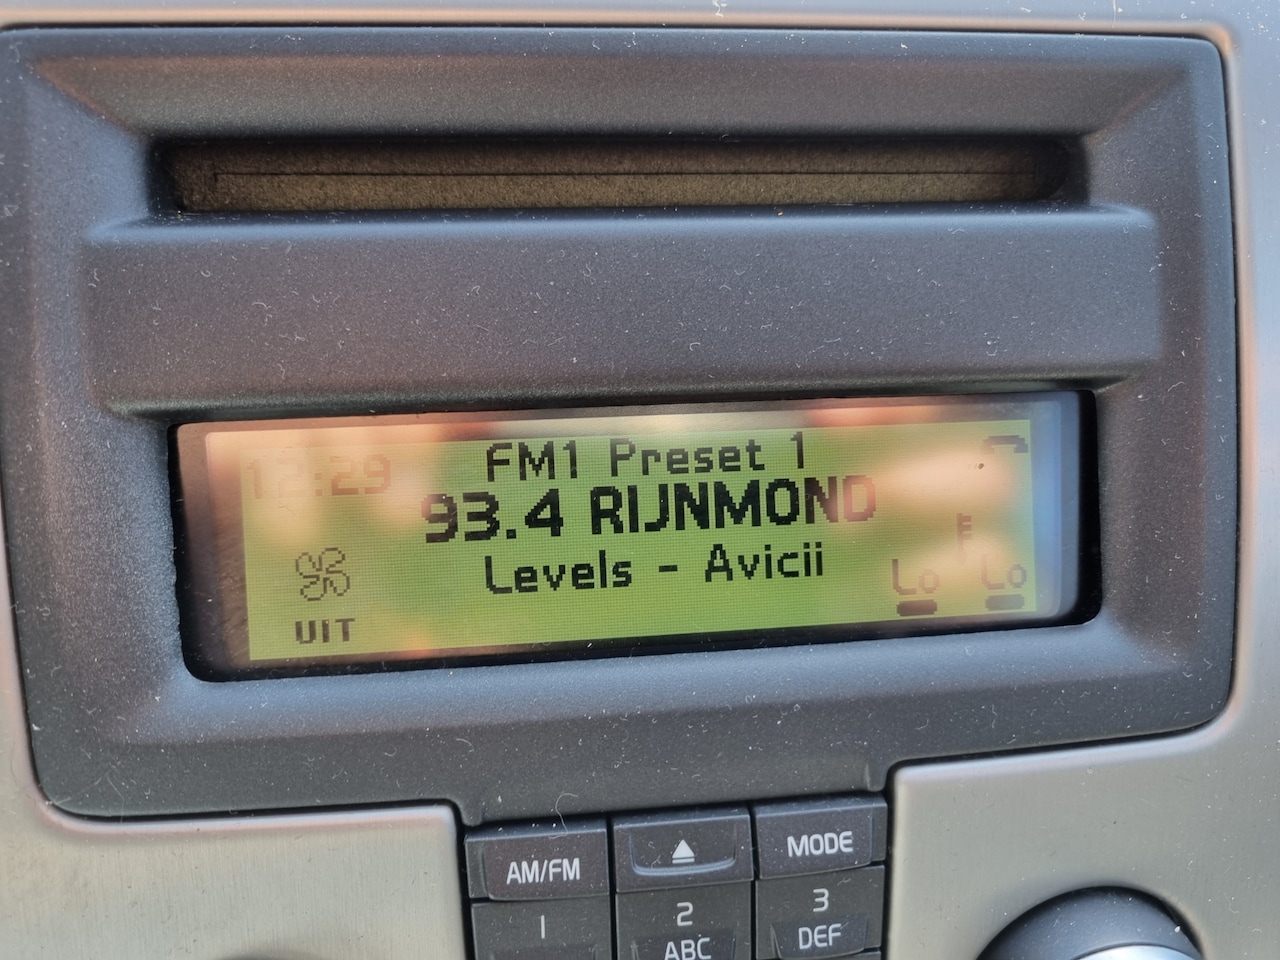 12:29
FM1 Preset 1
93.4 RIJNMOND
Levels - Avicii
UIT
Lo Lo
AM/FM
MODE
1
2
ABC
3
DEF